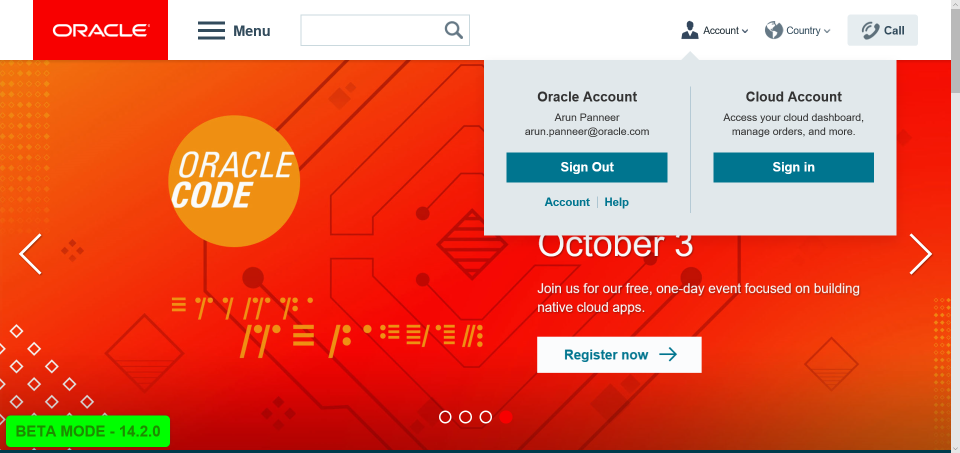 ORACLE
Menu
Account
Country
Call
Oracle Account
Arun Panneer
arun.panneer@oracle.com
Sign Out
Account | Help
Cloud Account
Access your cloud dashboard,
manage orders, and more.
Sign in
ORACLE
CODE
October 3
Join us for our free, one-day event focused on building
native cloud apps.
Register now
BETA MODE - 14.2.0